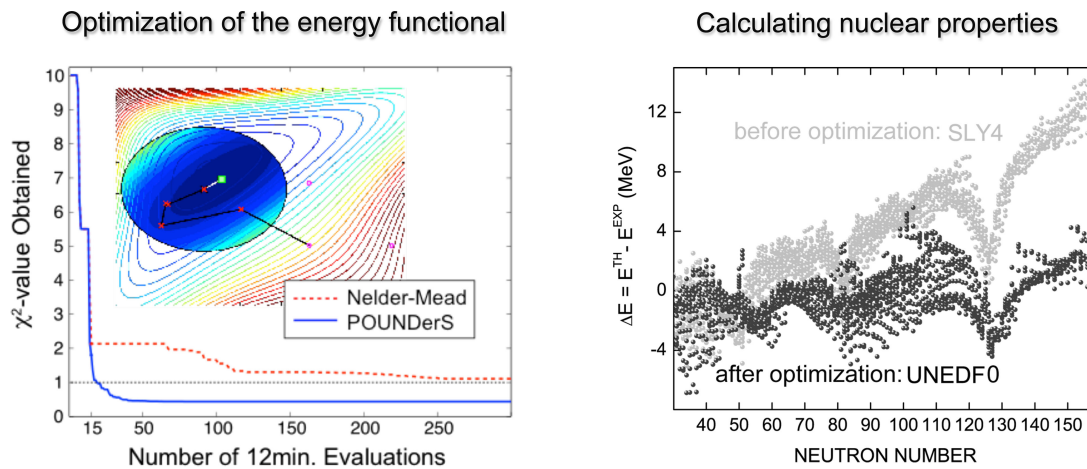 Optimization of the energy functional
χ²-value Obtained
10
9
8
7
6
5
4
3
2
1
0
Nelder-Mead
POUNDerS
15 50 100 150 200 250
Number of 12min. Evaluations
Calculating nuclear properties
ΔE = E^TH - E^EXP (MeV)
12
8
4
0
-4
before optimization: SLY4
after optimization: UNEDF0
40 50 60 70 80 90 100 110 120 130 140 150
NEUTRON NUMBER